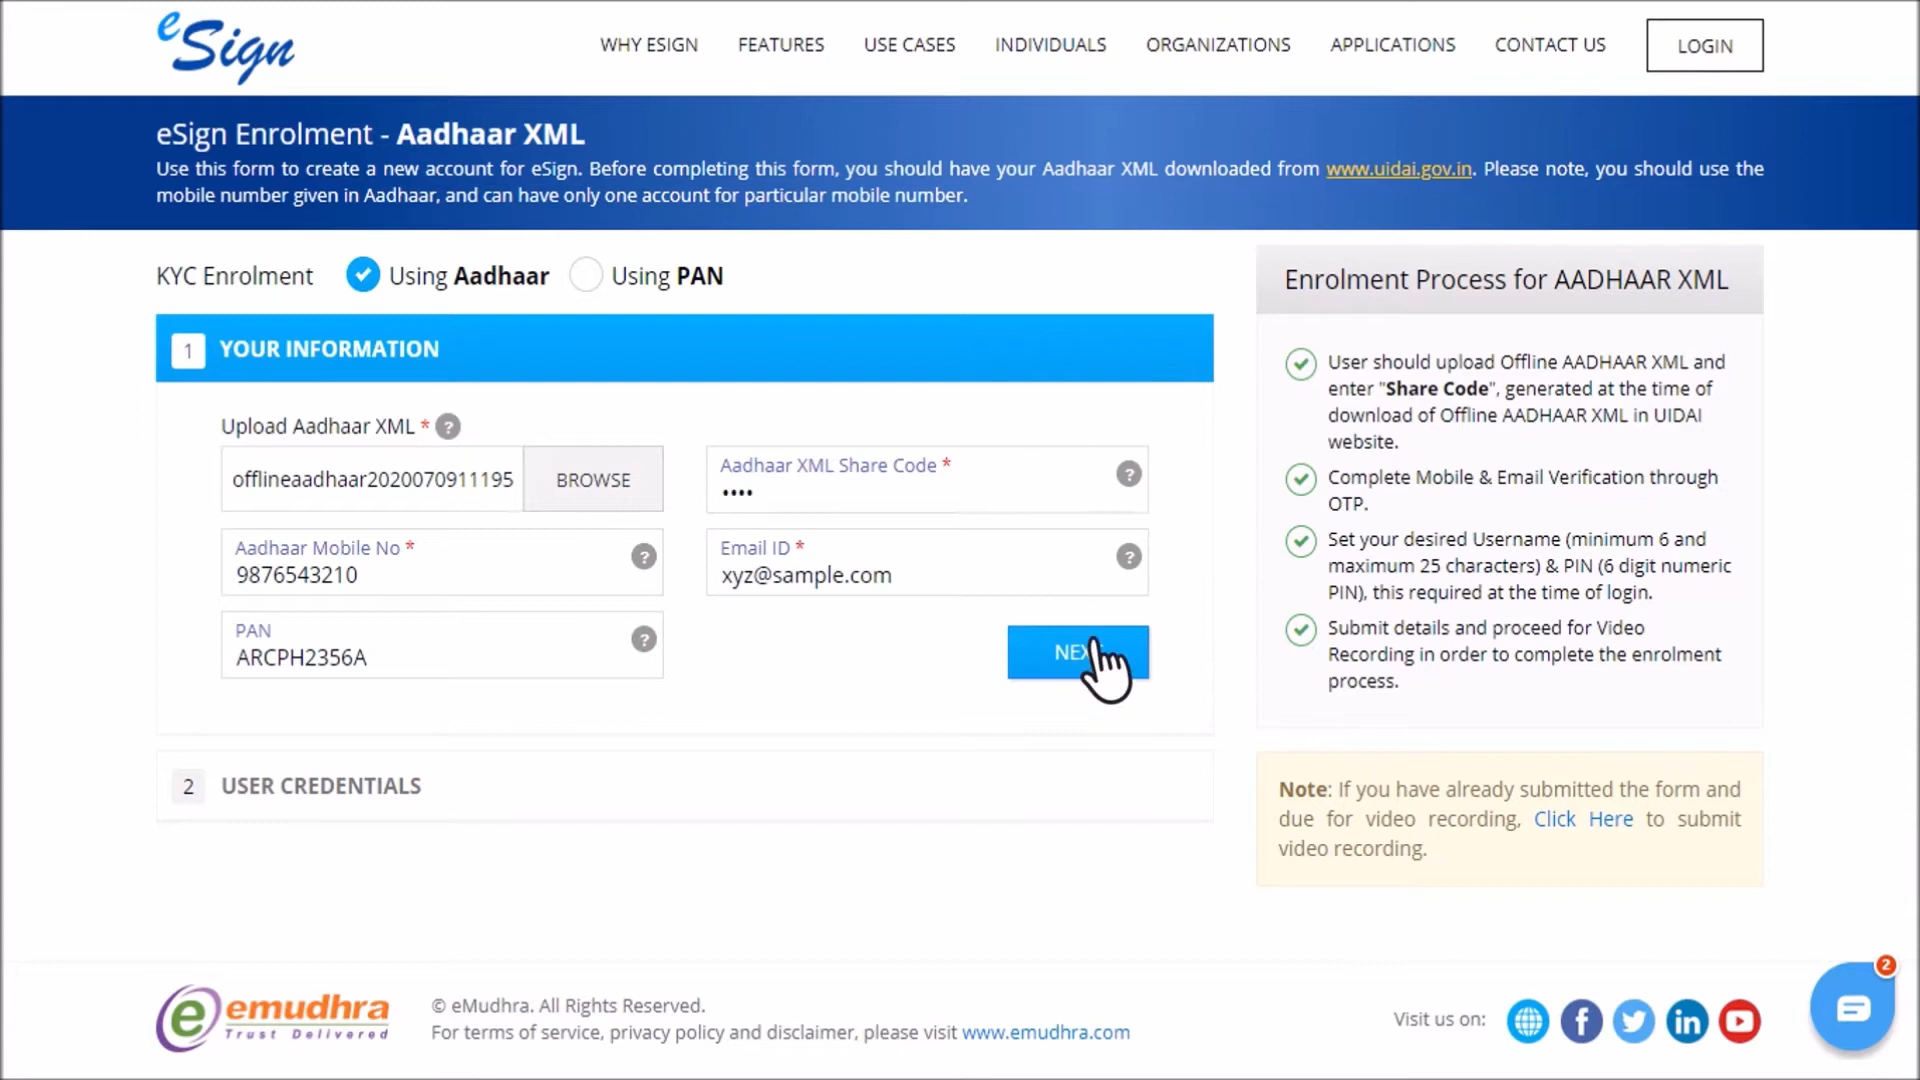 eSign
WHY ESIGN
FEATURES
USE CASES
INDIVIDUALS
ORGANIZATIONS
APPLICATIONS
CONTACT US
LOGIN
eSign Enrolment - Aadhaar XML
Use this form to create a new account for eSign. Before completing this form, you should have your Aadhaar XML downloaded from www.uidai.gov.in. Please note, you should use the
mobile number given in Aadhaar, and can have only one account for particular mobile number.
KYC Enrolment
Using Aadhaar
Using PAN
1 YOUR INFORMATION
Upload Aadhaar XML * ?
offlineaadhaar2020070911195
BROWSE
Aadhaar XML Share Code * ?
••••
Aadhaar Mobile No * ?
9876543210
Email ID * ?
xyz@sample.com
PAN ?
ARCPH2356A
NEX
2 USER CREDENTIALS
Enrolment Process for AADHAAR XML
User should upload Offline AADHAAR XML and
enter "Share Code", generated at the time of
download of Offline AADHAAR XML in UIDAI
website.
Complete Mobile & Email Verification through
OTP.
Set your desired Username (minimum 6 and
maximum 25 characters) & PIN (6 digit numeric
PIN), this required at the time of login.
Submit details and proceed for Video
Recording in order to complete the enrolment
process.
Note: If you have already submitted the form and
due for video recording, Click Here to submit
video recording.
emudhra
Trust Delivered
© eMudhra. All Rights Reserved.
For terms of service, privacy policy and disclaimer, please visit www.emudhra.com
Visit us on:
2